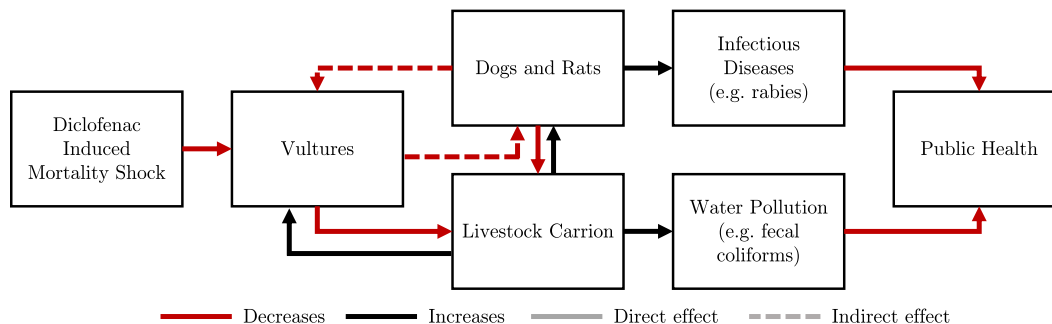 Diclofenac
Induced
Mortality Shock
Vultures
Dogs and Rats
Livestock Carrion
Infectious
Diseases
(e.g. rabies)
Water Pollution
(e.g. fecal
coliforms)
Public Health
Decreases
Increases
Direct effect
Indirect effect